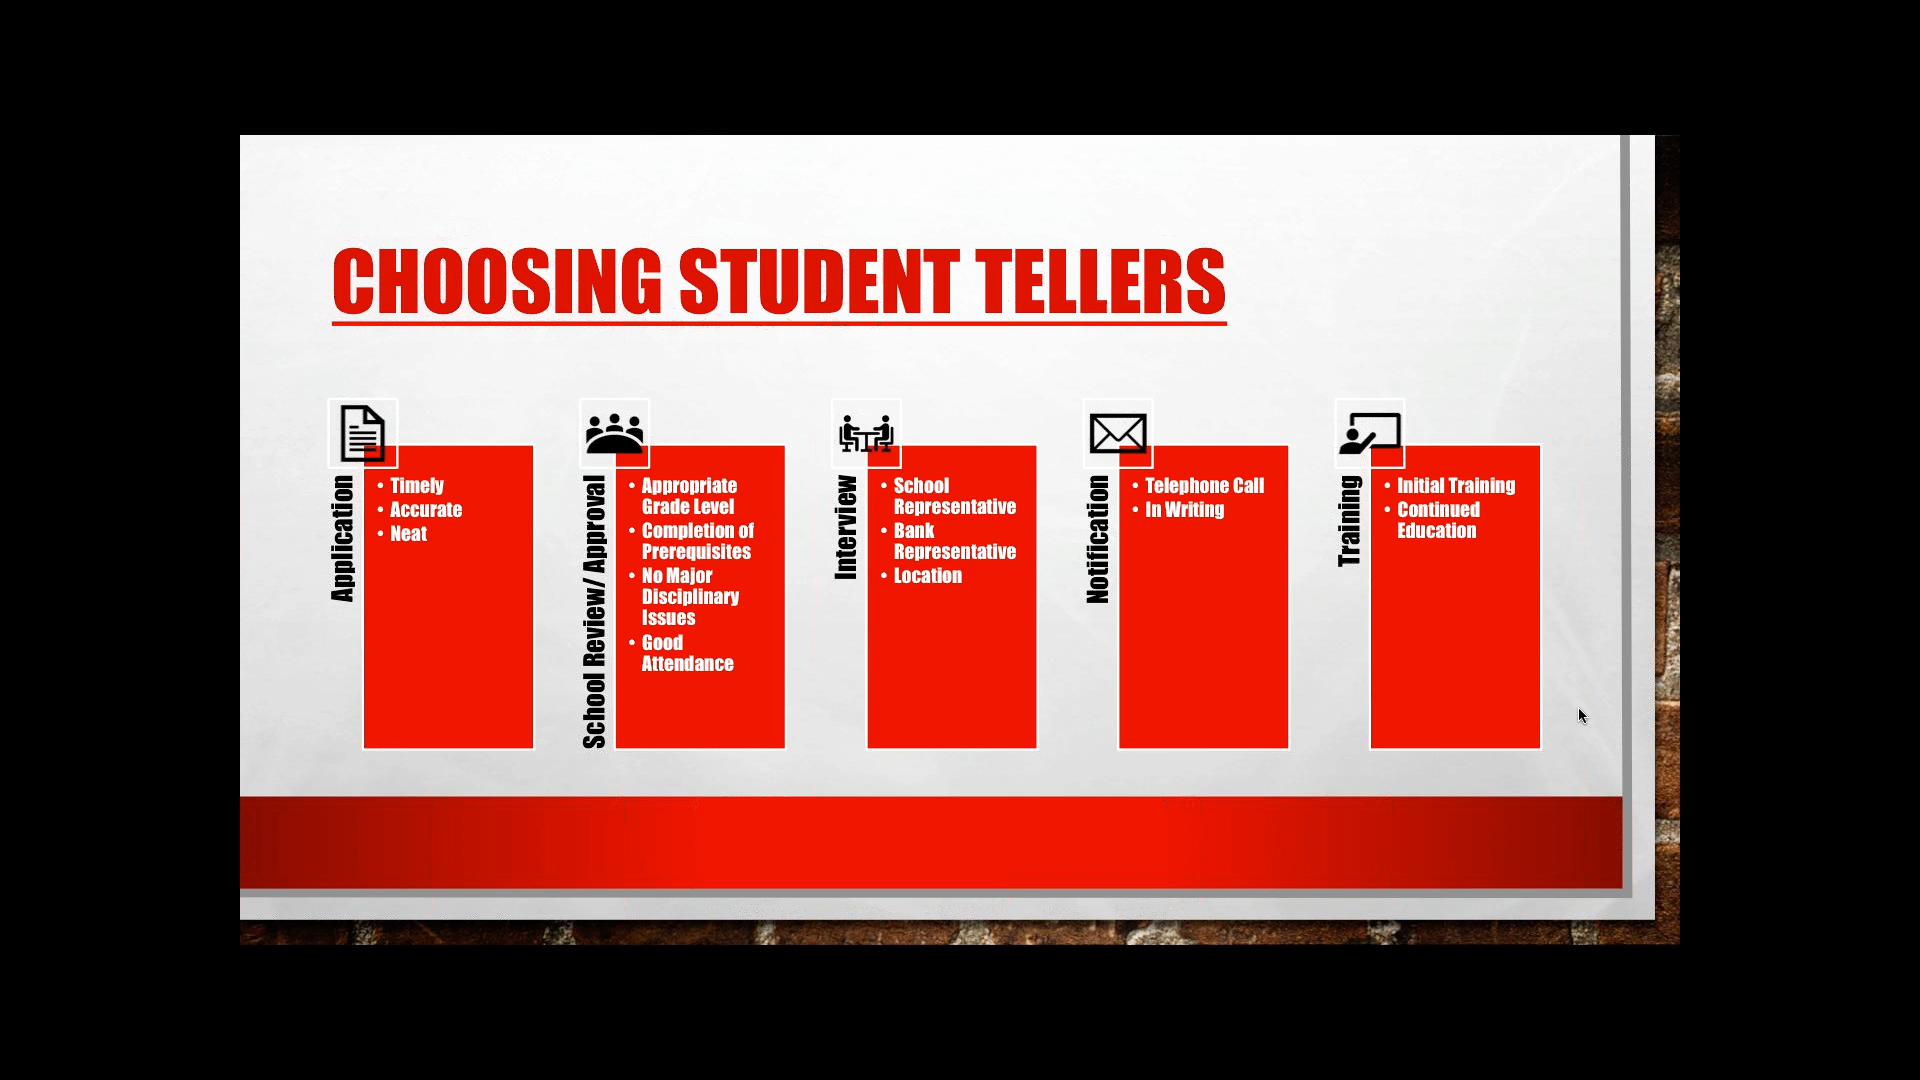 CHOOSING STUDENT TELLERS
Application
• Timely
• Accurate
• Neat
School Review/ Approval
• Appropriate
Grade Level
• Completion of
Prerequisites
• No Major
Disciplinary
Issues
• Good
Attendance
Interview
• School
Representative
• Bank
Representative
• Location
Notification
• Telephone Call
• In Writing
Training
• Initial Training
• Continued
Education